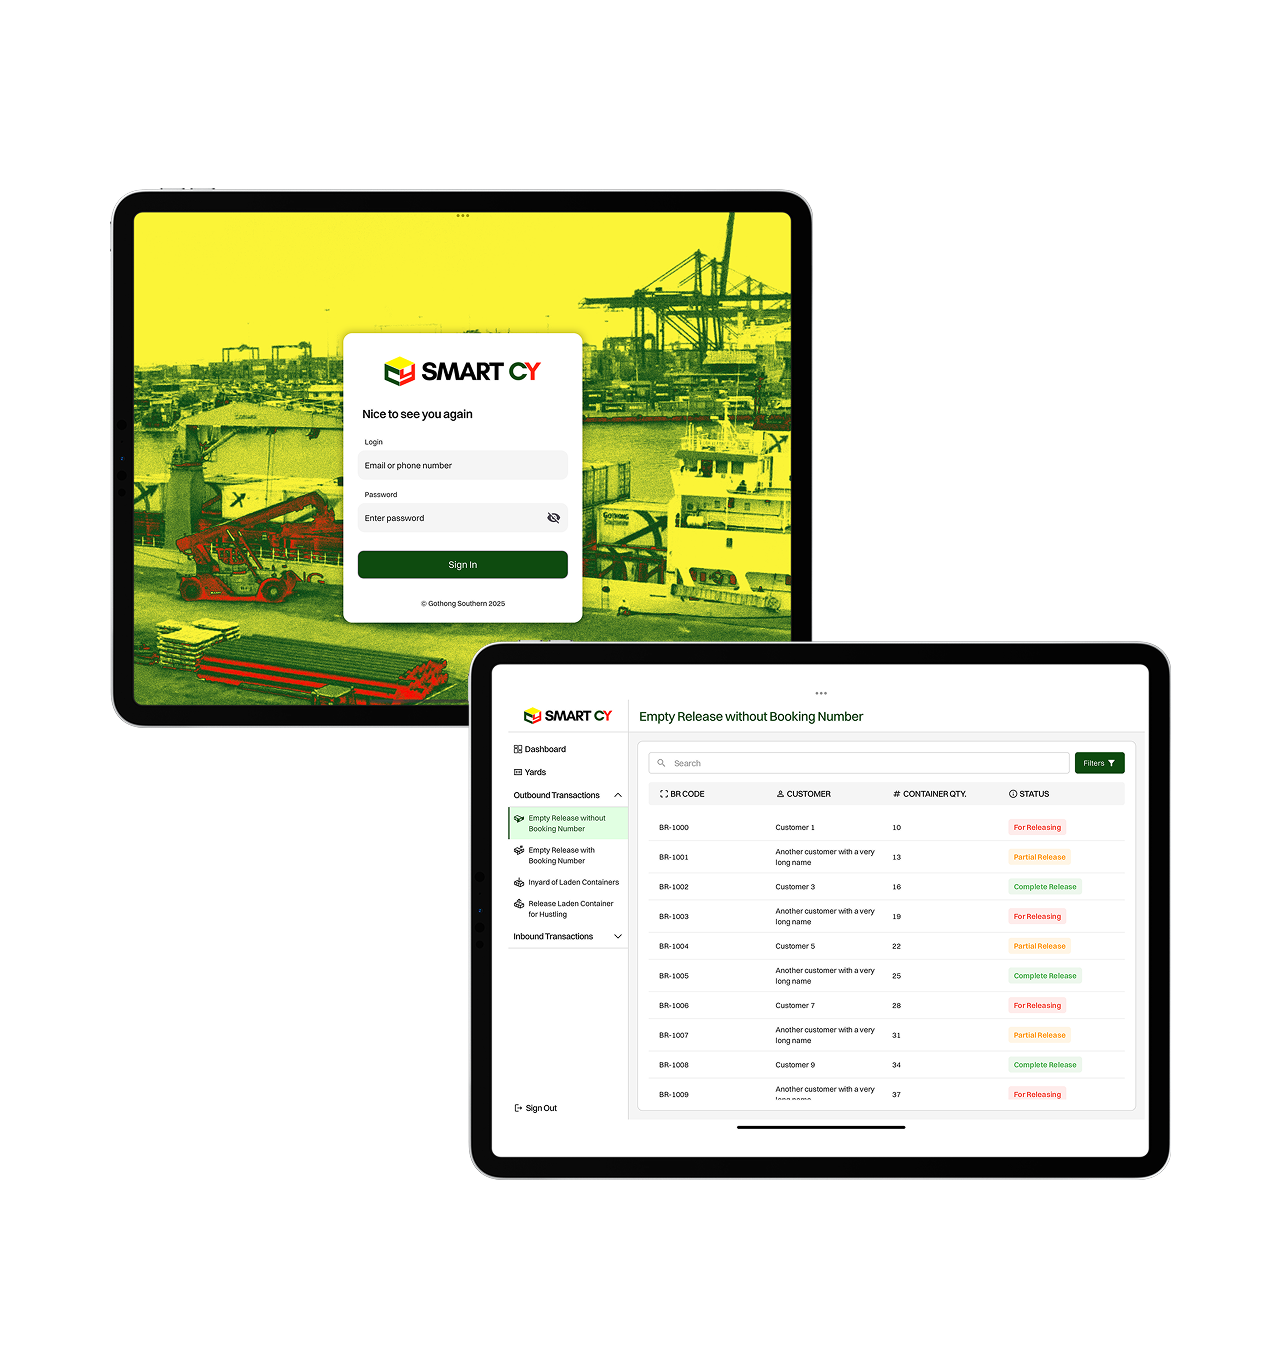 SMART CY
Nice to see you again
Login
Email or phone number
Password
Enter password
Sign In
© Gothong Southern 2025
GOTHONG
SMART CY
Empty Release without Booking Number
Dashboard
Yards
Outbound Transactions
Empty Release without
Booking Number
Empty Release with
Booking Number
Inyard of Laden Containers
Release Laden Container
for Hustling
Inbound Transactions
Sign Out
Search
Filters
BR CODE CUSTOMER # CONTAINER QTY. STATUS
BR-1000 Customer 1 10 For Releasing
BR-1001 Another customer with a very
long name 13 Partial Release
BR-1002 Customer 3 16 Complete Release
BR-1003 Another customer with a very
long name 19 For Releasing
BR-1004 Customer 5 22 Partial Release
BR-1005 Another customer with a very
long name 25 Complete Release
BR-1006 Customer 7 28 For Releasing
BR-1007 Another customer with a very
long name 31 Partial Release
BR-1008 Customer 9 34 Complete Release
BR-1009 Another customer with a very
long name 37 For Releasing